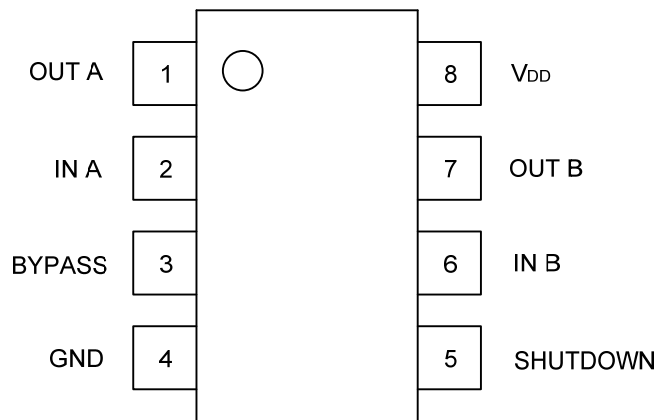 OUT A 1 8 VDD
IN A 2 7 OUT B
BYPASS 3 6 IN B
GND 4 5 SHUTDOWN